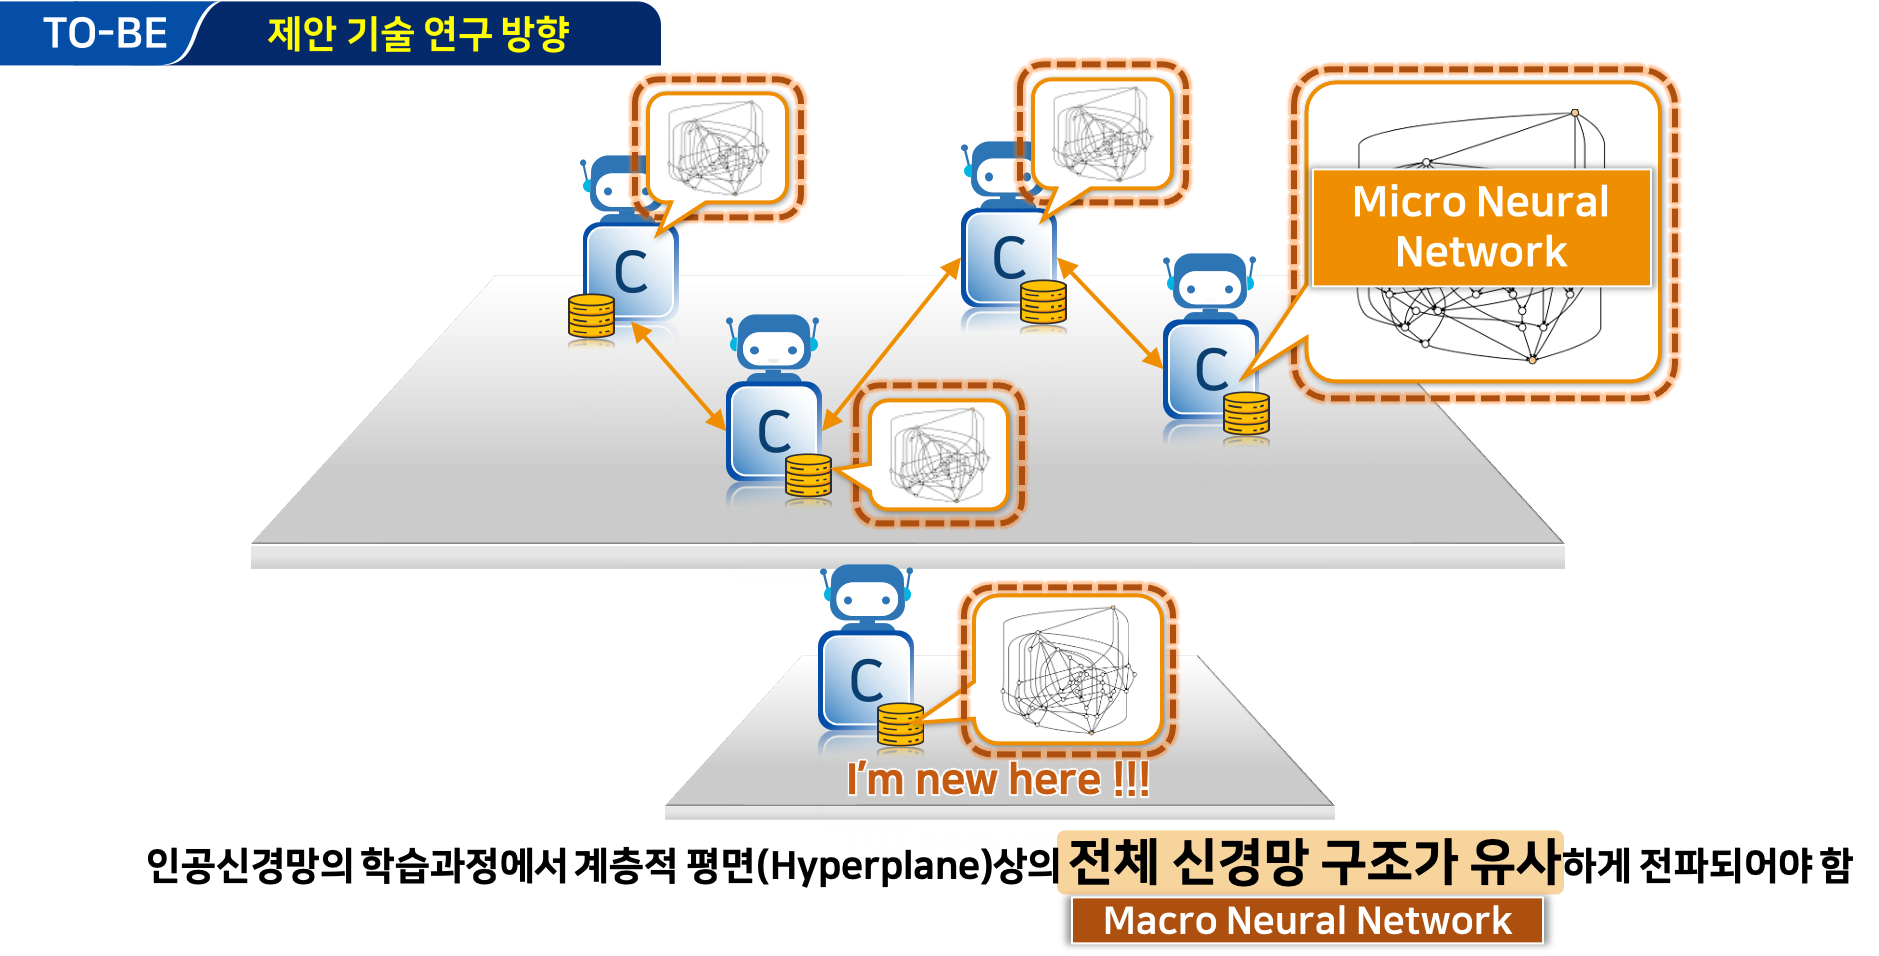 TO-BE 제안 기술 연구 방향
Micro Neural
Network
C
C
C
C
C
I'm new here !!!
인공신경망의 학습과정에서 계층적 평면(Hyperplane)상의 전체 신경망 구조가 유사하게 전파되어야 함
Macro Neural Network